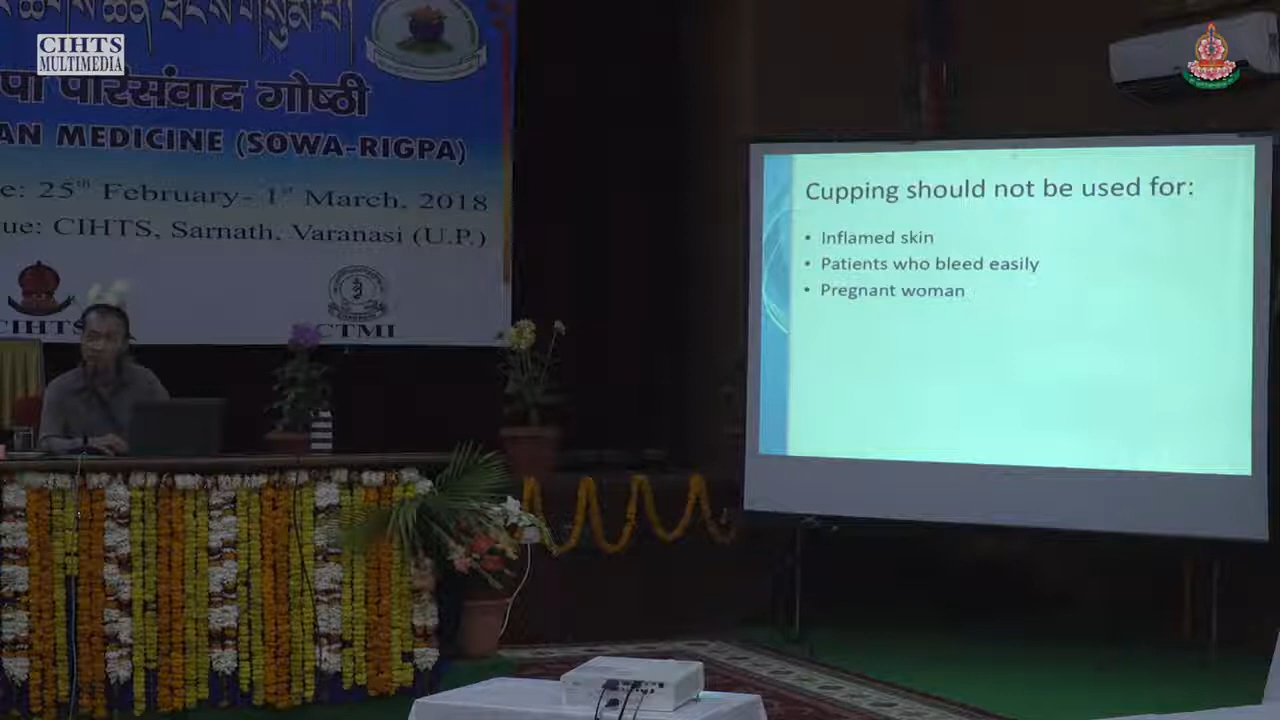 CIHTS
MULTIMEDIA
परिसंवाद गोष्ठी
AN MEDICINE (SOWA-RIGPA)
e: 25th February- 1st March, 2018
ue: CIHTS, Sarnath, Varanasi (U.P.)
CIHTS
CTMI
Cupping should not be used for:
• Inflamed skin
• Patients who bleed easily
• Pregnant woman